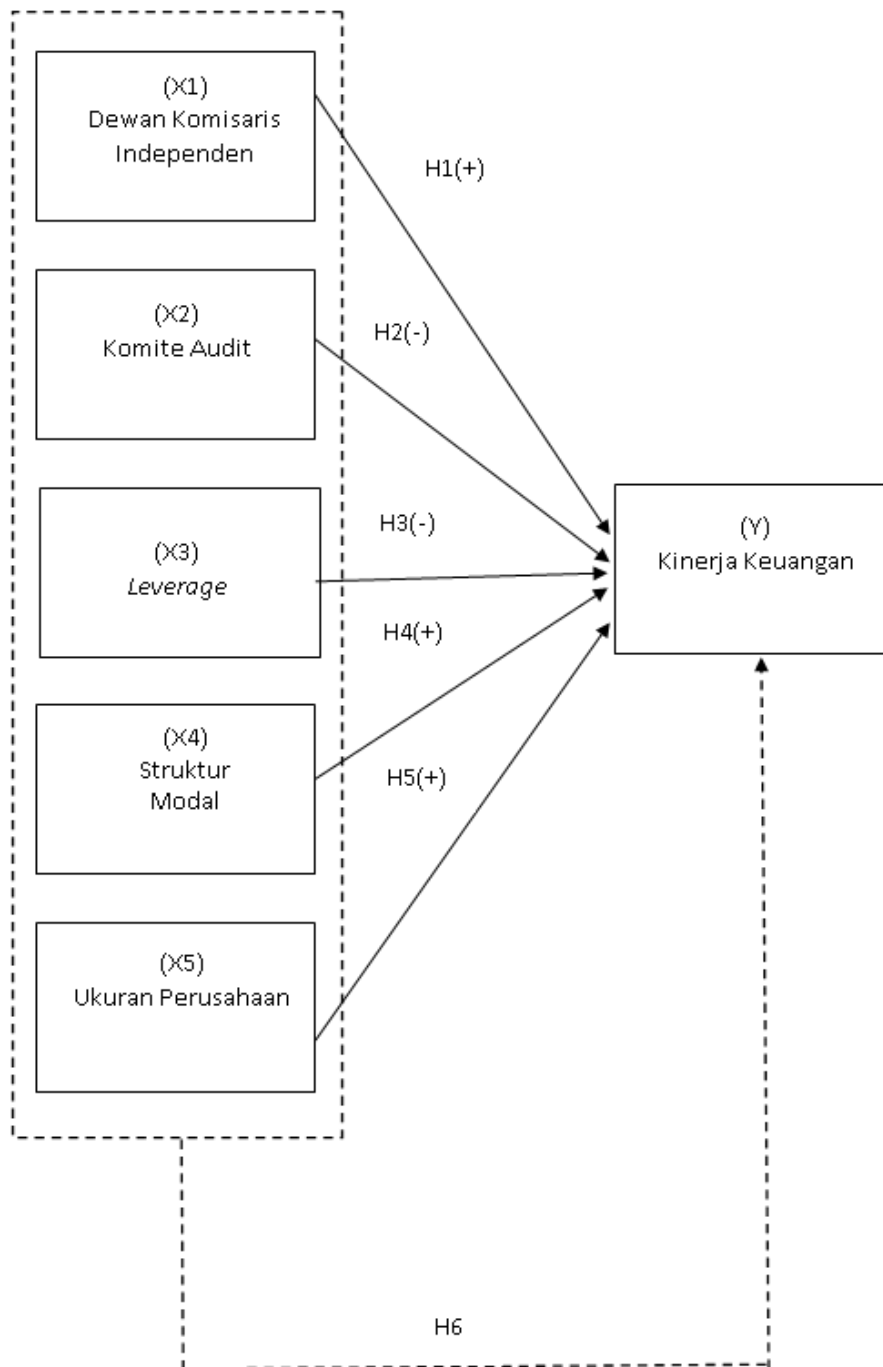 (X1)
Dewan Komisaris
Independen
H1(+)
(X2)
Komite Audit
H2(-)
(X3)
Leverage
H3(-)
(Y)
Kinerja Keuangan
H4(+)
(X4)
Struktur
Modal
H5(+)
(X5)
Ukuran Perusahaan
H6